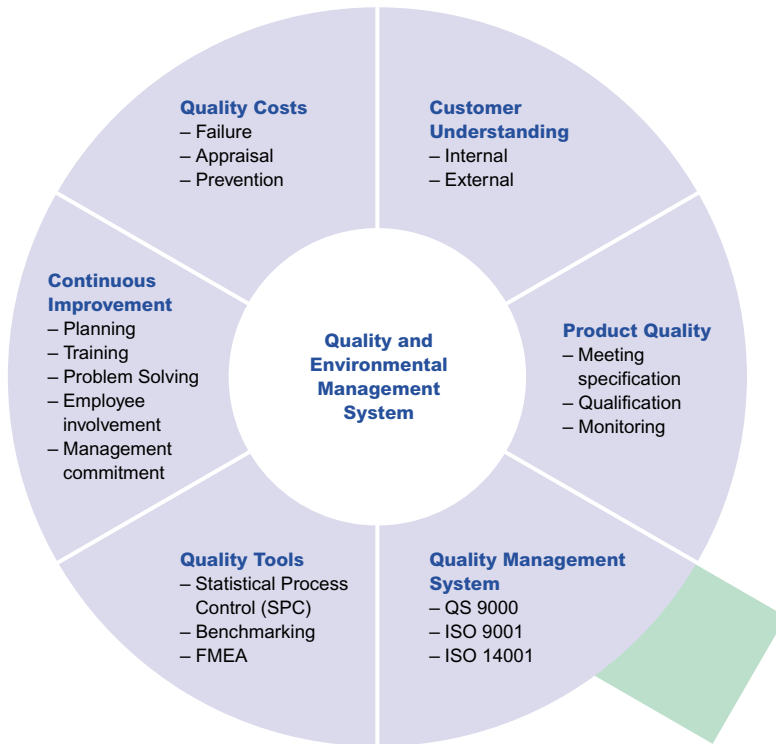 Quality Costs
– Failure
– Appraisal
– Prevention
Customer
Understanding
– Internal
– External
Continuous
Improvement
– Planning
– Training
– Problem Solving
– Employee
involvement
– Management
commitment
Quality and
Environmental
Management
System
Product Quality
– Meeting
specification
– Qualification
– Monitoring
Quality Tools
– Statistical Process
Control (SPC)
– Benchmarking
– FMEA
Quality Management
System
– QS 9000
– ISO 9001
– ISO 14001